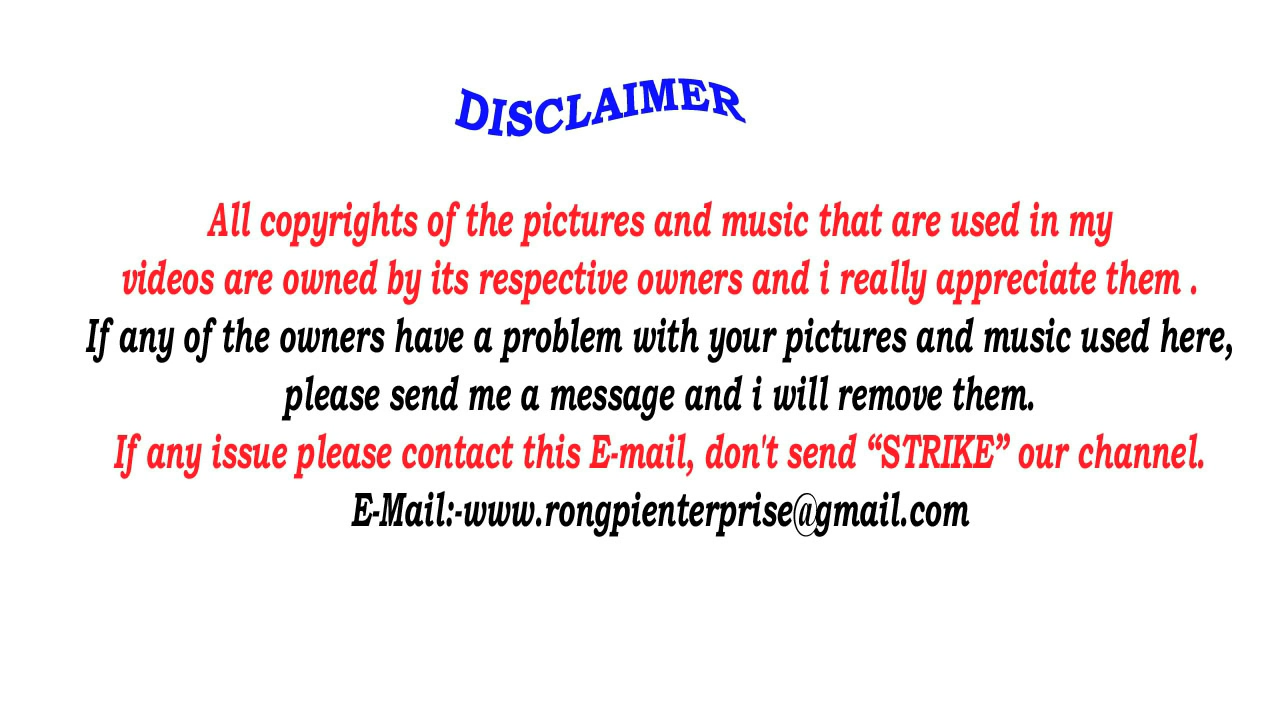 DISCLAIMER
All copyrights of the pictures and music that are used in my
videos are owned by its respective owners and i really appreciate them .
If any of the owners have a problem with your pictures and music used here,
please send me a message and i will remove them.
If any issue please contact this E-mail, don't send “STRIKE” our channel.
E-Mail:-www.rongpienterprise@gmail.com